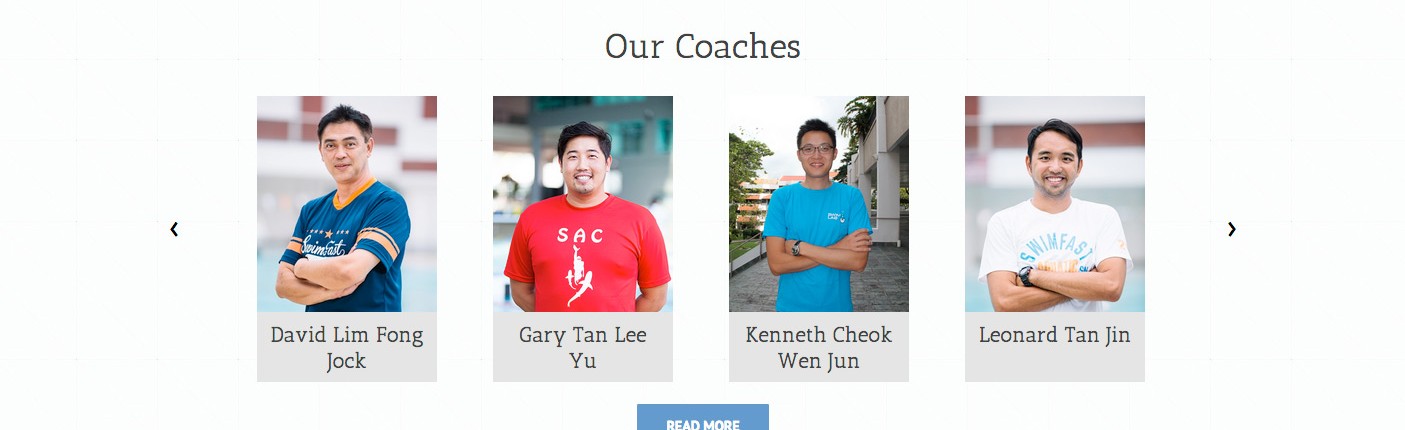 Our Coaches
SwimFast
SAC
SWIMFAST
David Lim Fong
Jock
Gary Tan Lee
Yu
Kenneth Cheok
Wen Jun
Leonard Tan Jin
READ MORE